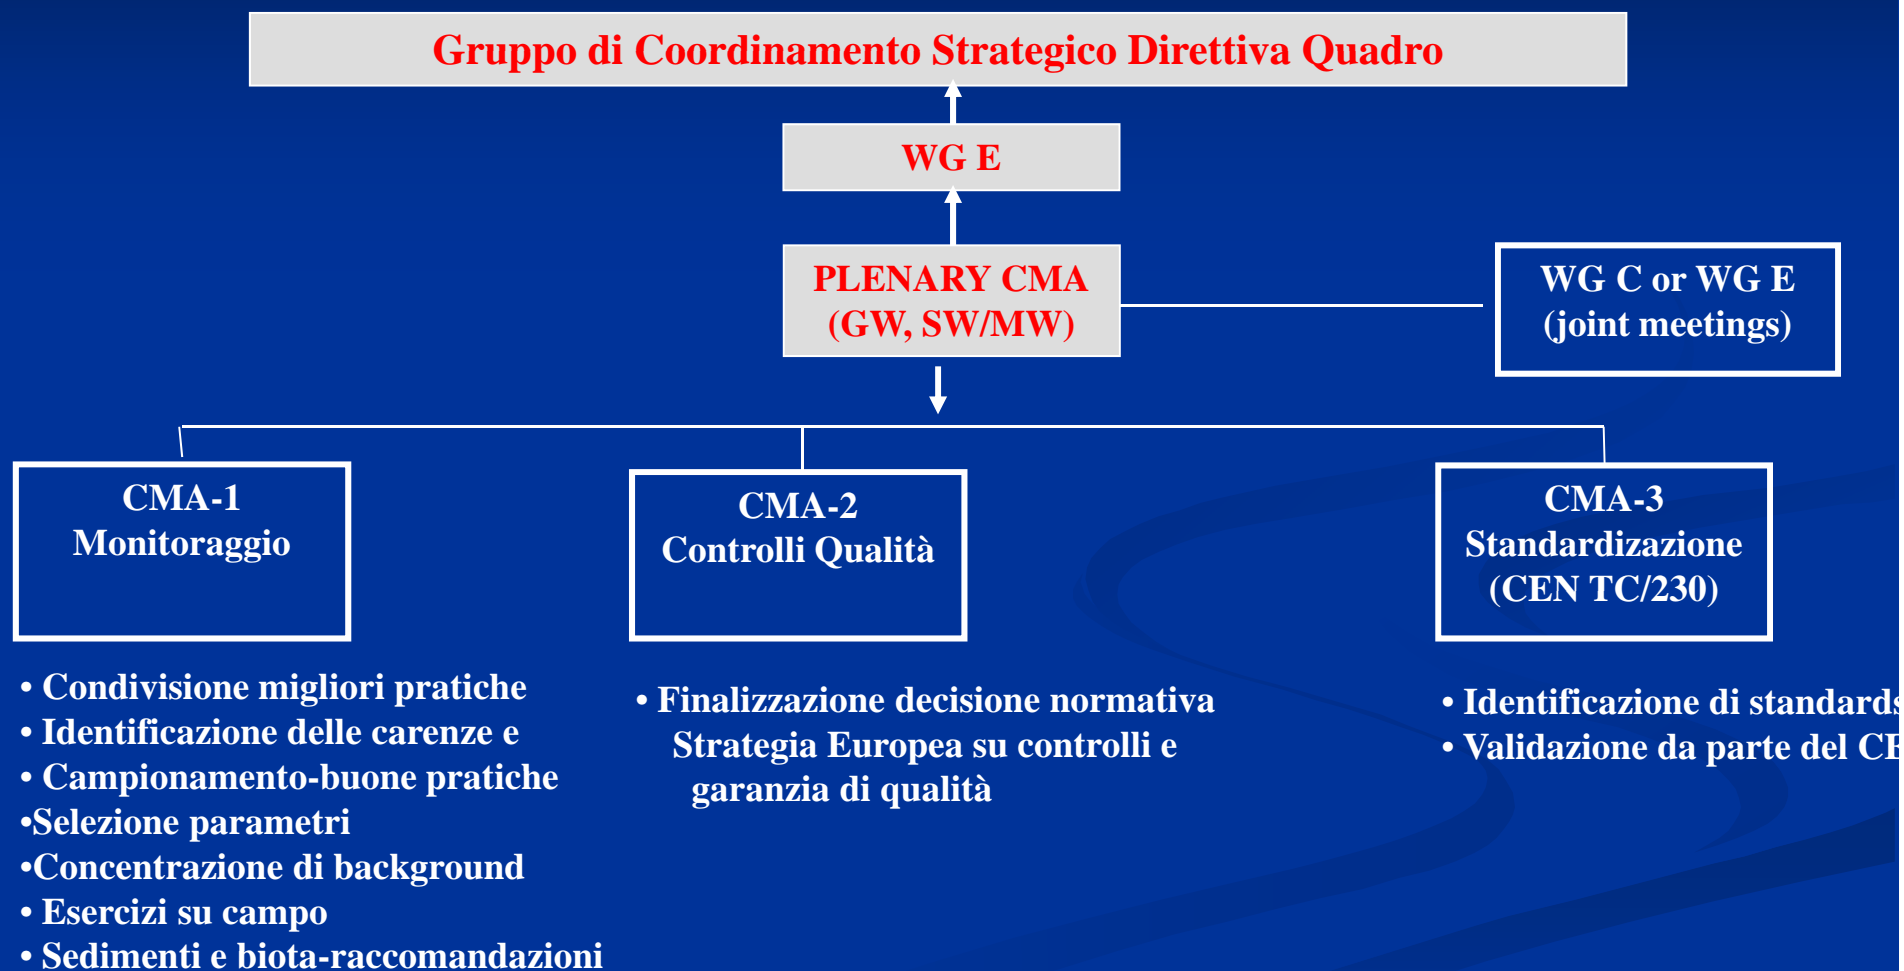 Gruppo di Coordinamento Strategico Direttiva Quadro
WG E
PLENARY CMA
(GW, SW/MW)
WG C or WG E
(joint meetings)
CMA-1
Monitoraggio
CMA-2
Controlli Qualità
CMA-3
Standardizazione
(CEN TC/230)
• Condivisione migliori pratiche
• Identificazione delle carenze e
• Campionamento-buone pratiche
•Selezione parametri
•Concentrazione di background
• Esercizi su campo
• Sedimenti e biota-raccomandazioni
• Finalizzazione decisione normativa
Strategia Europea su controlli e
garanzia di qualità
• Identificazione di standards
• Validazione da parte del CE